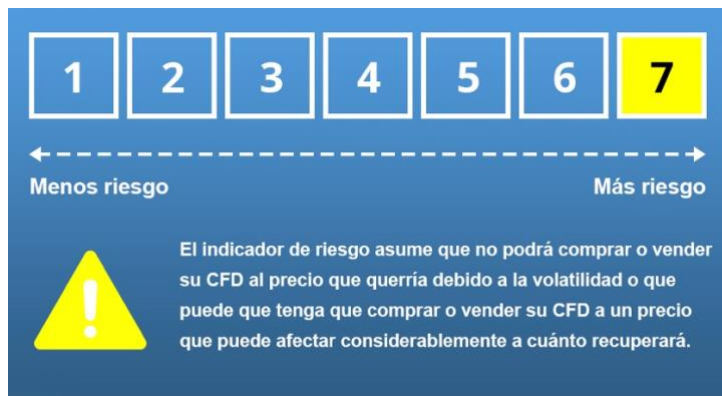 1 2 3 4 5 6 7
Menos riesgo Más riesgo
El indicador de riesgo asume que no podrá comprar o vender
su CFD al precio que querría debido a la volatilidad o que
puede que tenga que comprar o vender su CFD a un precio
que puede afectar considerablemente a cuánto recuperará.